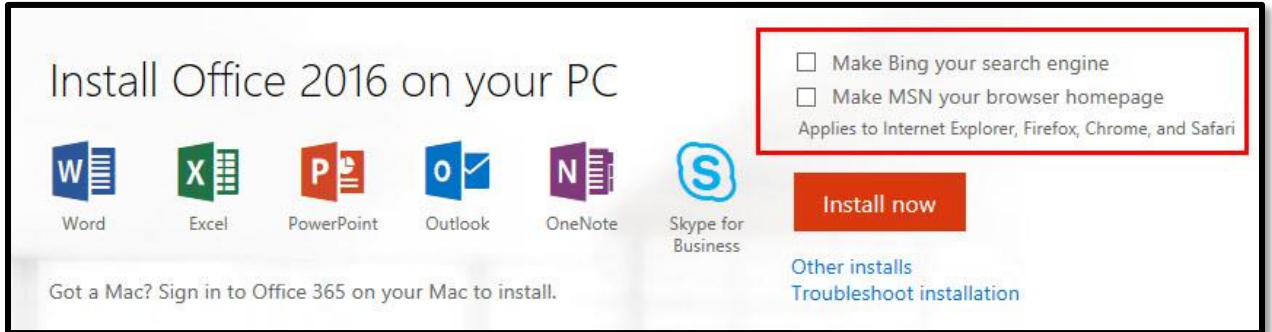 Install Office 2016 on your PC
W
X
P
O
N
S
Word
Excel
PowerPoint
Outlook
OneNote
Skype for
Business
Got a Mac? Sign in to Office 365 on your Mac to install.
Make Bing your search engine
Make MSN your browser homepage
Applies to Internet Explorer, Firefox, Chrome, and Safari
Install now
Other installs
Troubleshoot installation